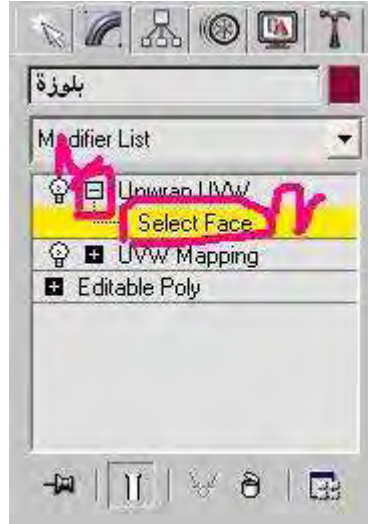 بلوزة
Modifier List
Unwrap UVW
Select Face
UVW Mapping
Editable Poly